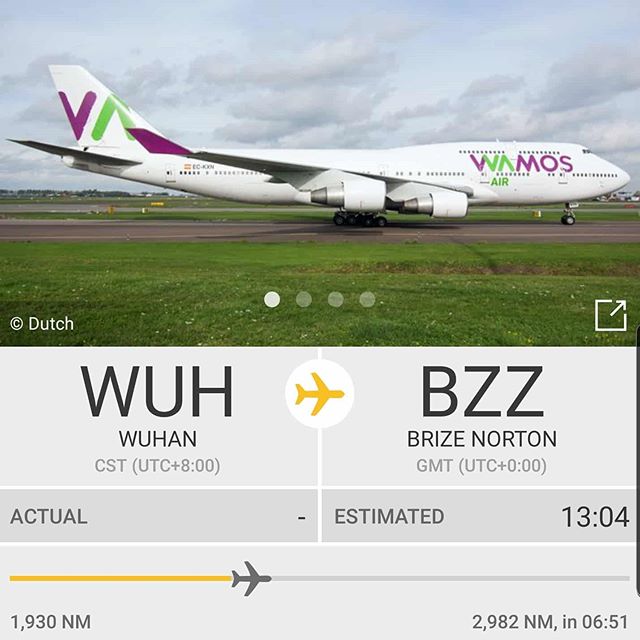 EC-KXN
WAMOS
AIR
© Dutch
WUH
BZZ
WUHAN
BRIZE NORTON
CST (UTC+8:00)
GMT (UTC+0:00)
ACTUAL -
ESTIMATED 13:04
1,930 NM
2,982 NM, in 06:51